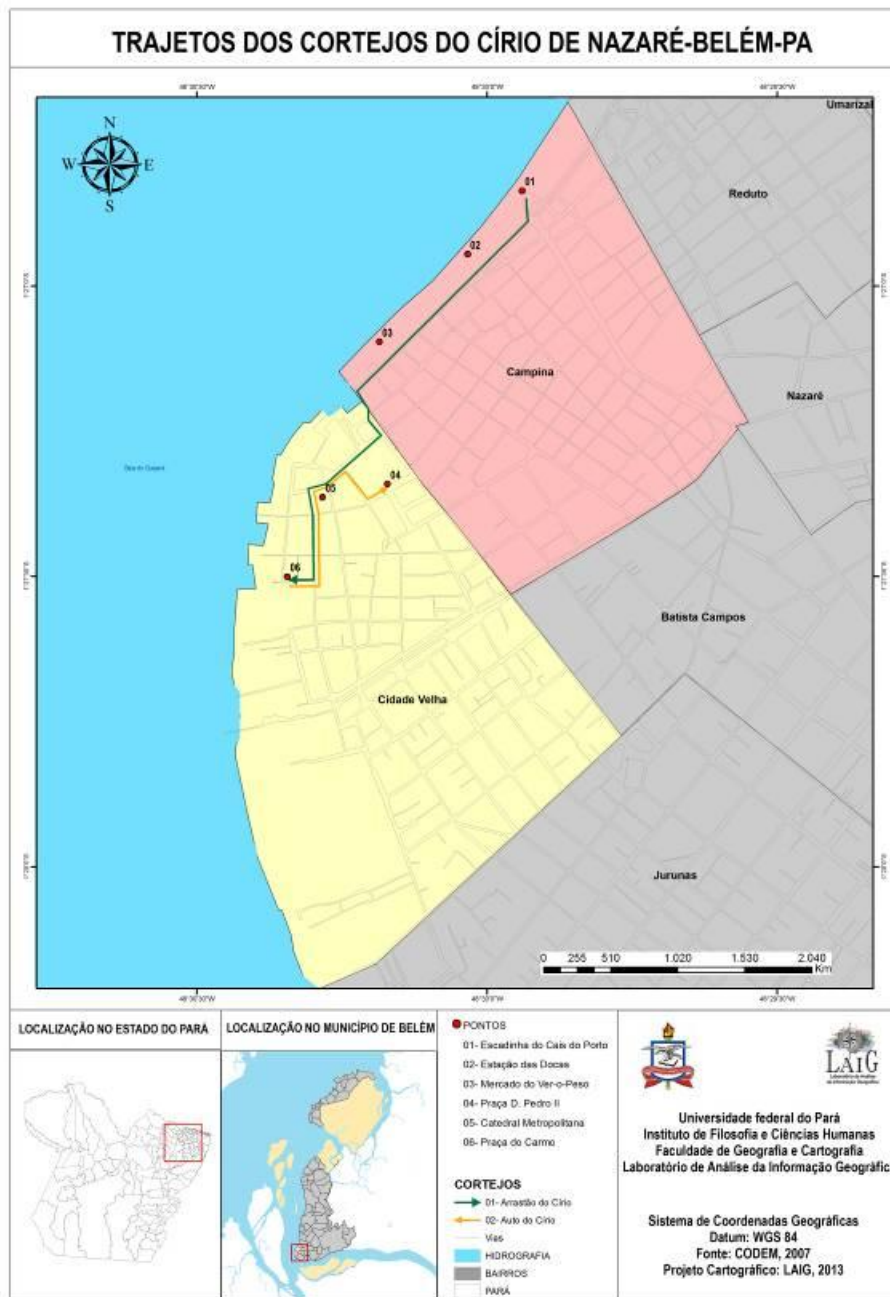 TRAJETOS DOS CORTEJOS DO CÍRIO DE NAZARÉ-BELÉM-PA
Umarizal
N
W E
S
01
Reduto
02
03
Campina
Nazaré
04
05
06
Batista Campos
Cidade Velha
Jurunas
0 255 510 1.020 1.530 2.040
Km
LOCALIZAÇÃO NO ESTADO DO PARÁ
LOCALIZAÇÃO NO MUNICÍPIO DE BELÉM
PONTOS
01- Escadinha do Cais do Porto
02- Estação das Docas
03- Mercado do Ver-o-Peso
04- Praça D. Pedro II
05- Catedral Metropolitana
06- Praça do Carmo
CORTEJOS
01- Arrastão do Círio
02- Auto do Círio
Vias
HIDROGRAFIA
BAIRROS
PARÁ
LAIG
Universidade federal do Pará
Instituto de Filosofia e Ciências Humanas
Faculdade de Geografia e Cartografia
Laboratório de Análise da Informação Geográfic
Sistema de Coordenadas Geográficas
Datum: WGS 84
Fonte: CODEM, 2007
Projeto Cartográfico: LAIG, 2013